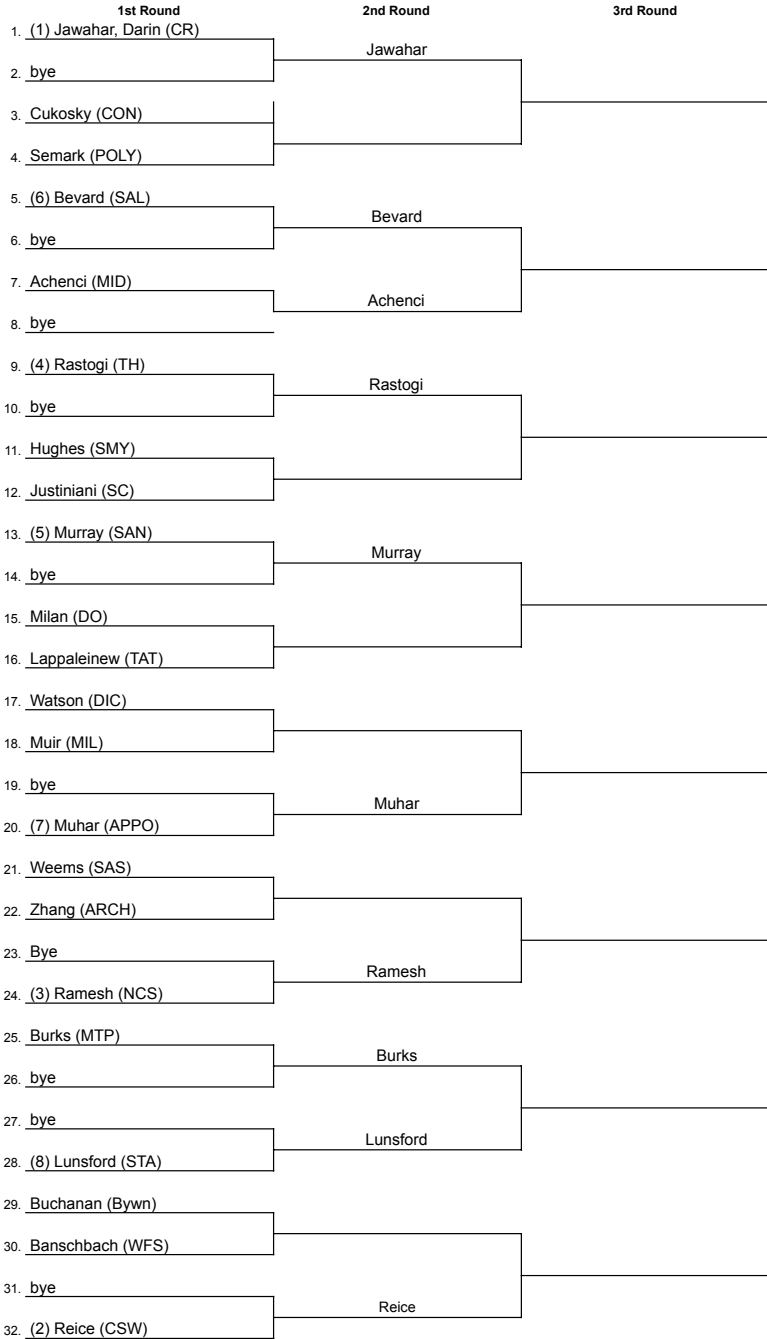 1st Round 2nd Round 3rd Round
1. (1) Jawahar, Darin (CR)
Jawahar
2. bye
3. Cukosky (CON)
4. Semark (POLY)
5. (6) Bevard (SAL)
Bevard
6. bye
7. Achenci (MID)
Achenci
8. bye
9. (4) Rastogi (TH)
Rastogi
10. bye
11. Hughes (SMY)
12. Justiniani (SC)
13. (5) Murray (SAN)
Murray
14. bye
15. Milan (DO)
16. Lappaleinew (TAT)
17. Watson (DIC)
18. Muir (MIL)
19. bye
Muhar
20. (7) Muhar (APPO)
21. Weems (SAS)
22. Zhang (ARCH)
23. Bye
Ramesh
24. (3) Ramesh (NCS)
25. Burks (MTP)
Burks
26. bye
27. bye
Lunsford
28. (8) Lunsford (STA)
29. Buchanan (Bywn)
30. Banschbach (WFS)
31. bye
Reice
32. (2) Reice (CSW)